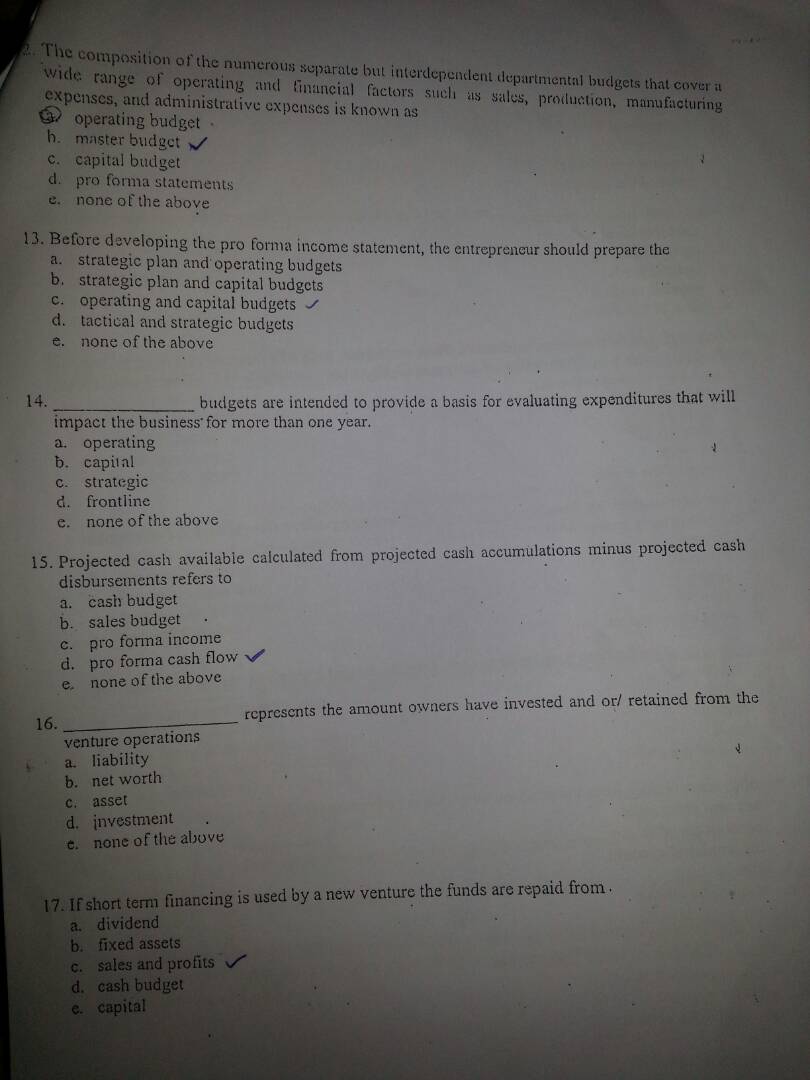 2. The composition of the numerous separate but interdependent departmental budgets that cover a
wide range of operating and financial factors such as sales, production, manufacturing
expenses, and administrative expenses is known as
a. operating budget
b. master budget ✓
c. capital budget
d. pro forma statements
e. none of the above
13. Before developing the pro forma income statement, the entrepreneur should prepare the
a. strategic plan and operating budgets
b. strategic plan and capital budgets
c. operating and capital budgets ✓
d. tactical and strategic budgets
e. none of the above
14. ______________ budgets are intended to provide a basis for evaluating expenditures that will
impact the business for more than one year.
a. operating
b. capital
c. strategic
d. frontline
e. none of the above
15. Projected cash available calculated from projected cash accumulations minus projected cash
disbursements refers to
a. cash budget
b. sales budget
c. pro forma income
d. pro forma cash flow ✓
e. none of the above
16. __________________ represents the amount owners have invested and or/ retained from the
venture operations
a. liability
b. net worth
c. asset
d. investment
e. none of the above
17. If short term financing is used by a new venture the funds are repaid from .
a. dividend
b. fixed assets
c. sales and profits ✓
d. cash budget
e. capital